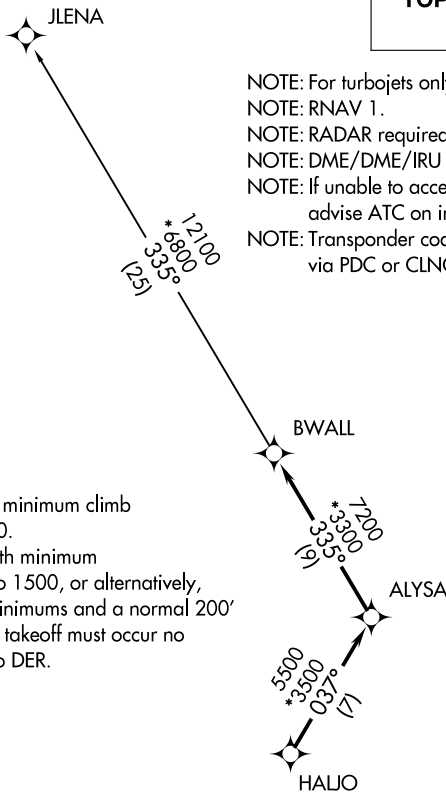 JLENA
TOP
NOTE: For turbojets only
NOTE: RNAV 1.
NOTE: RADAR required
NOTE: DME/DME/IRU
NOTE: If unable to acce
advise ATC on in
NOTE: Transponder cod
via PDC or CLNC
12100
*6800
335°
(25)
BWALL
minimum climb
0.
th minimum
o 1500, or alternatively,
inimums and a normal 200'
takeoff must occur no
o DER.
7200
*3300
335°
(9)
ALYSA
5500
*3500
037°
(7)
HALJO